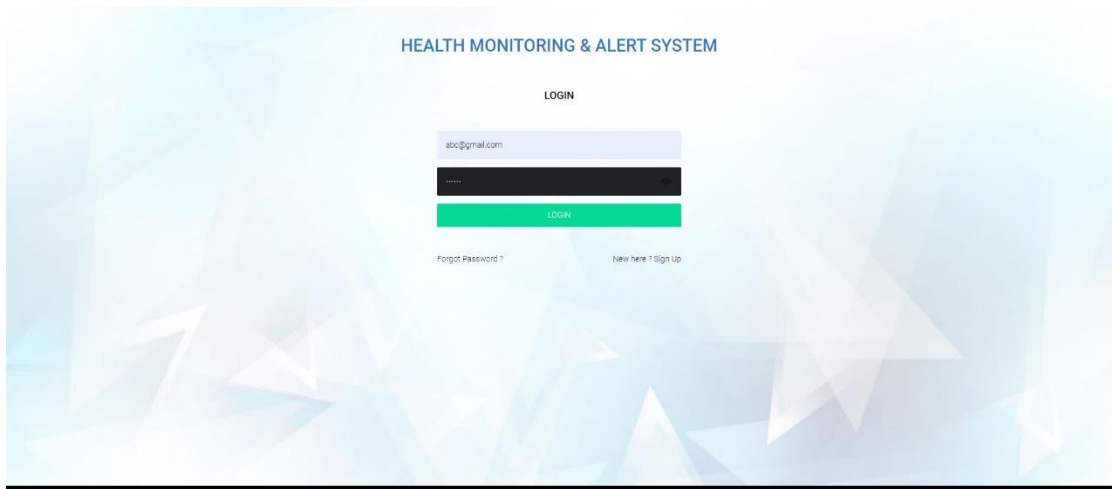 HEALTH MONITORING & ALERT SYSTEM
LOGIN
abc@gmail.com
······
LOGIN
Forgot Password ?
New here ? Sign Up